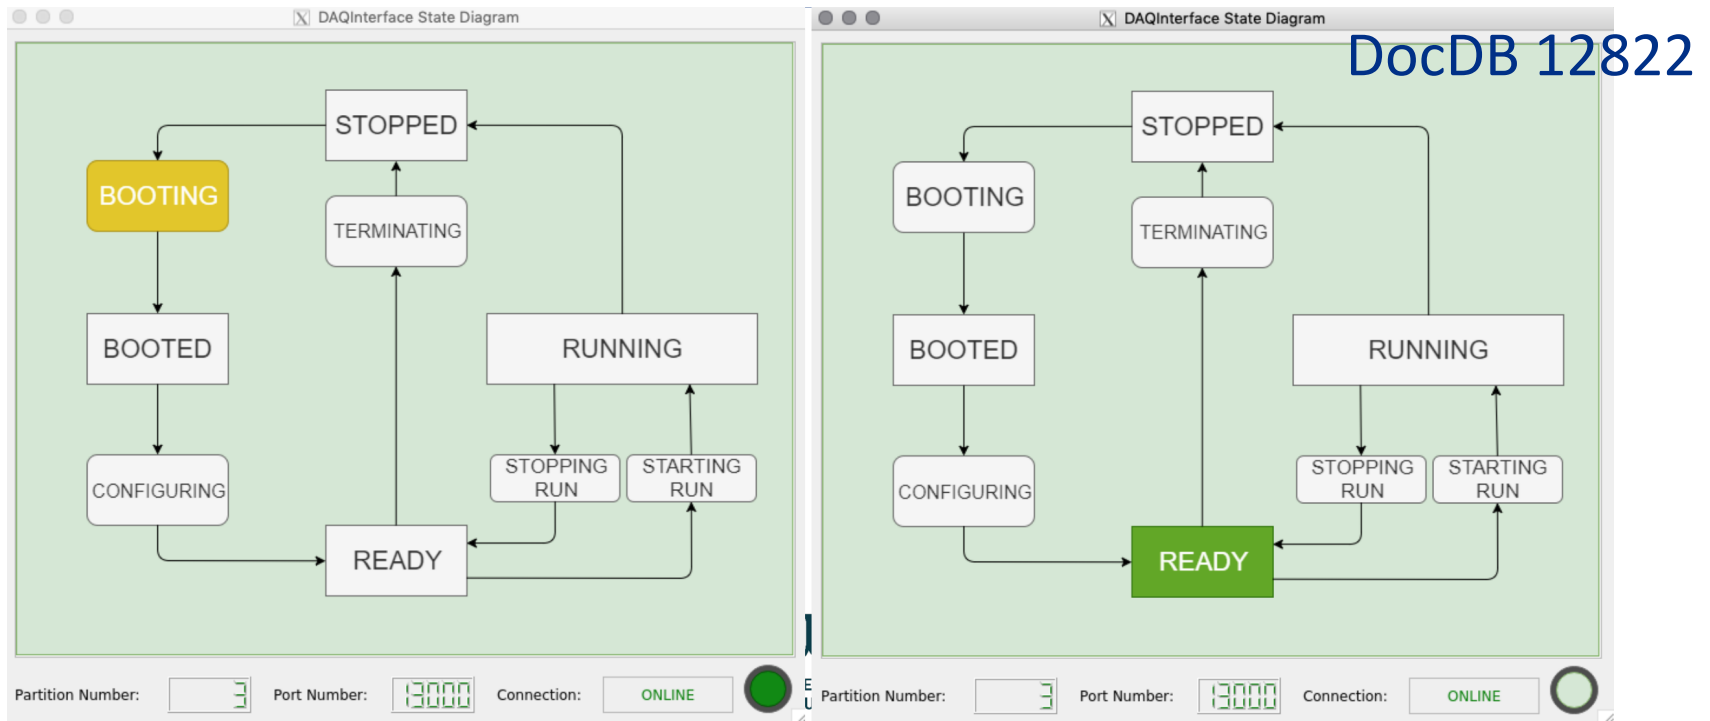 DAQInterface State Diagram
STOPPED
BOOTING
TERMINATING
BOOTED
RUNNING
CONFIGURING
STOPPING
RUN
STARTING
RUN
READY
Partition Number: 3 Port Number: 13000 Connection: ONLINE
DAQInterface State Diagram
DocDB 12822
STOPPED
BOOTING
TERMINATING
BOOTED
RUNNING
CONFIGURING
STOPPING
RUN
STARTING
RUN
READY
Partition Number: 3 Port Number: 13000 Connection: ONLINE